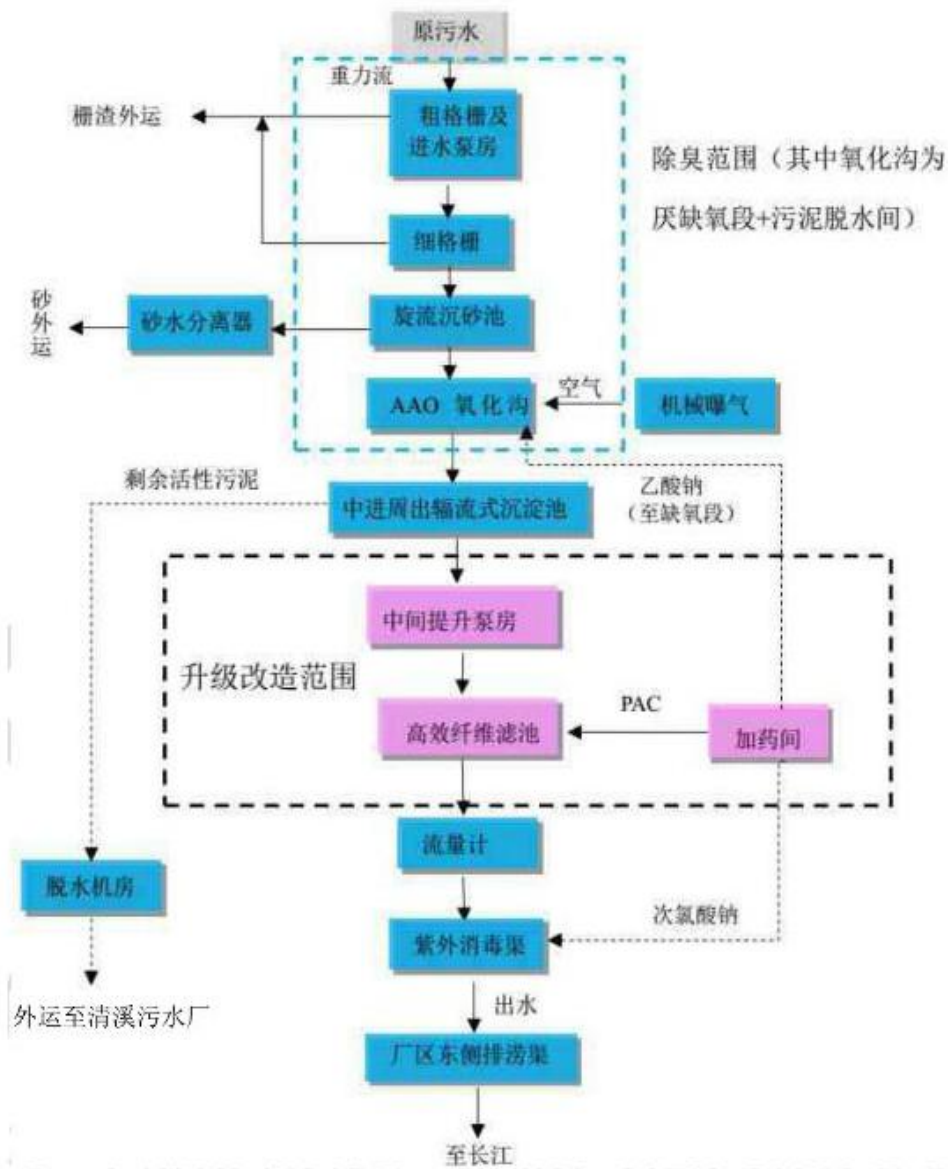 原污水
重力流
栅渣外运
粗格栅及
进水泵房
除臭范围（其中氧化沟为
厌缺氧段+污泥脱水间）
细格栅
砂外运
砂水分离器
旋流沉砂池
AAO 氧化沟
空气
机械曝气
剩余活性污泥
中进周出辐流式沉淀池
乙酸钠
（至缺氧段）
中间提升泵房
升级改造范围
PAC
高效纤维滤池
加药间
流量计
脱水机房
次氯酸钠
紫外消毒渠
外运至清溪污水厂
出水
厂区东侧排涝渠
至长江